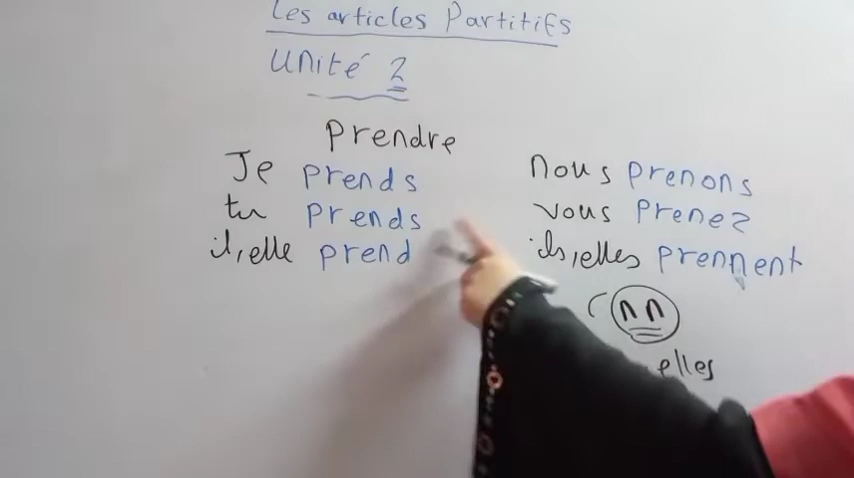 Les articles Partitifs
Unité 2
Prendre
Je prends
tu prends
il, elle prend
nous prenons
vous prenez
ils, elles prennent
nn
elles